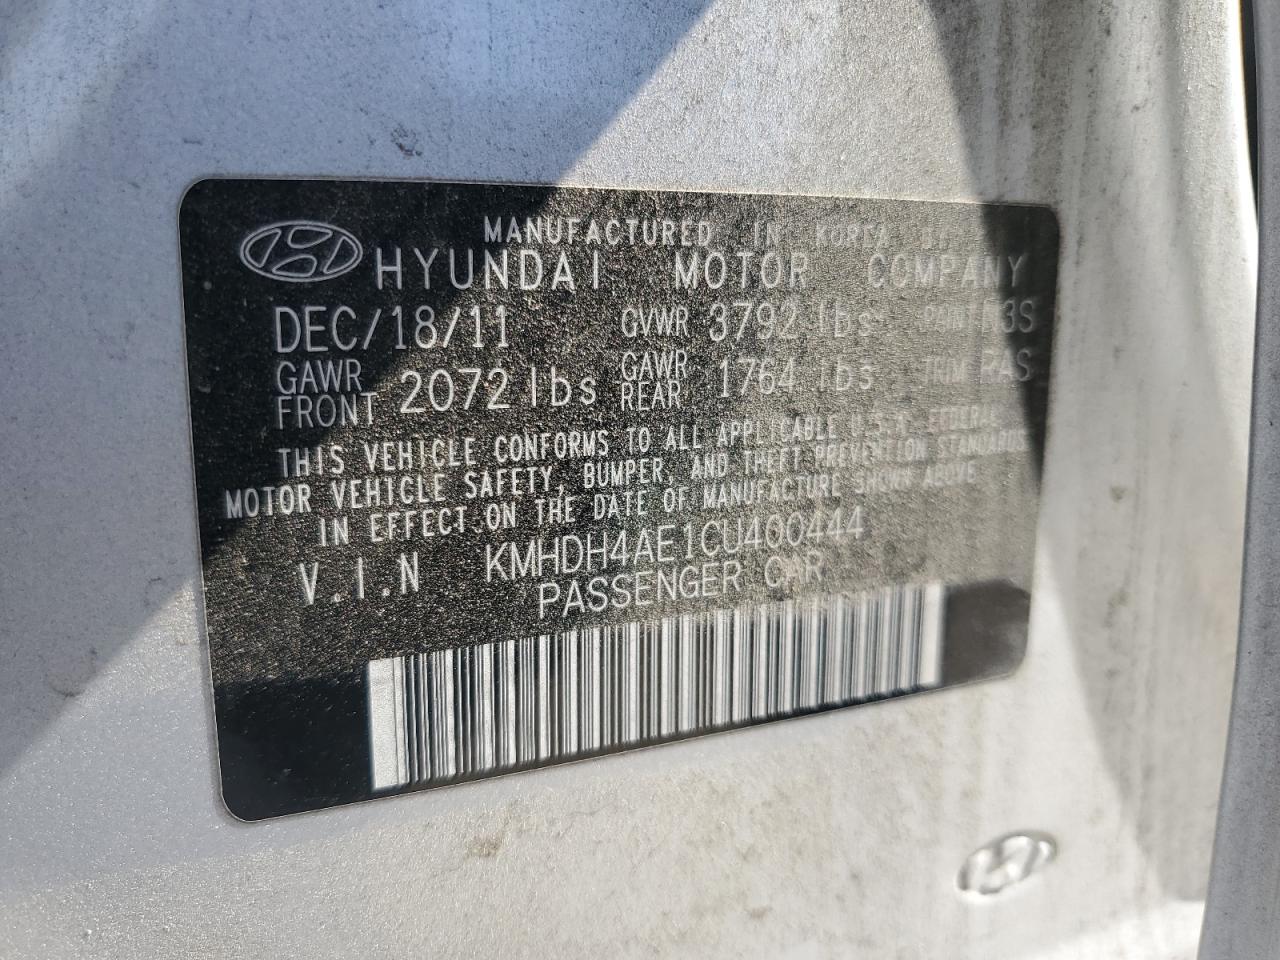 MANUFACTURED IN KOREA BY
HYUNDAI MOTOR COMPANY
DEC/18/11 GVWR 3792 lbs PAINT N3S
GAWR FRONT 2072 lbs GAWR REAR 1764 lbs TRIM RAS
THIS VEHICLE CONFORMS TO ALL APPLICABLE U.S.A. FEDERAL
MOTOR VEHICLE SAFETY, BUMPER, AND THEFT PREVENTION STANDARDS
IN EFFECT ON THE DATE OF MANUFACTURE SHOWN ABOVE
V.I.N KMHDH4AE1CU400444
PASSENGER CAR